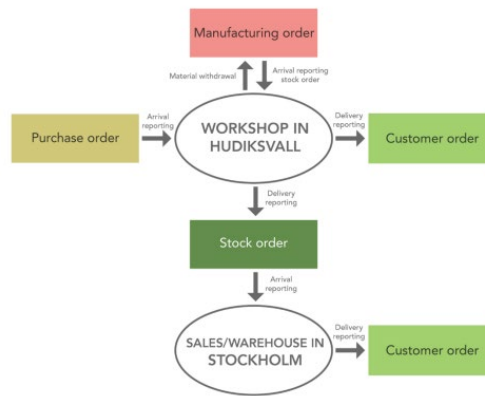 Manufacturing order
Material withdrawal
Arrival reporting
stock order
Purchase order
Arrival
reporting
WORKSHOP IN
HUDIKSVALL
Delivery
reporting
Customer order
Delivery
reporting
Stock order
Arrival
reporting
SALES/WAREHOUSE IN
STOCKHOLM
Delivery
reporting
Customer order